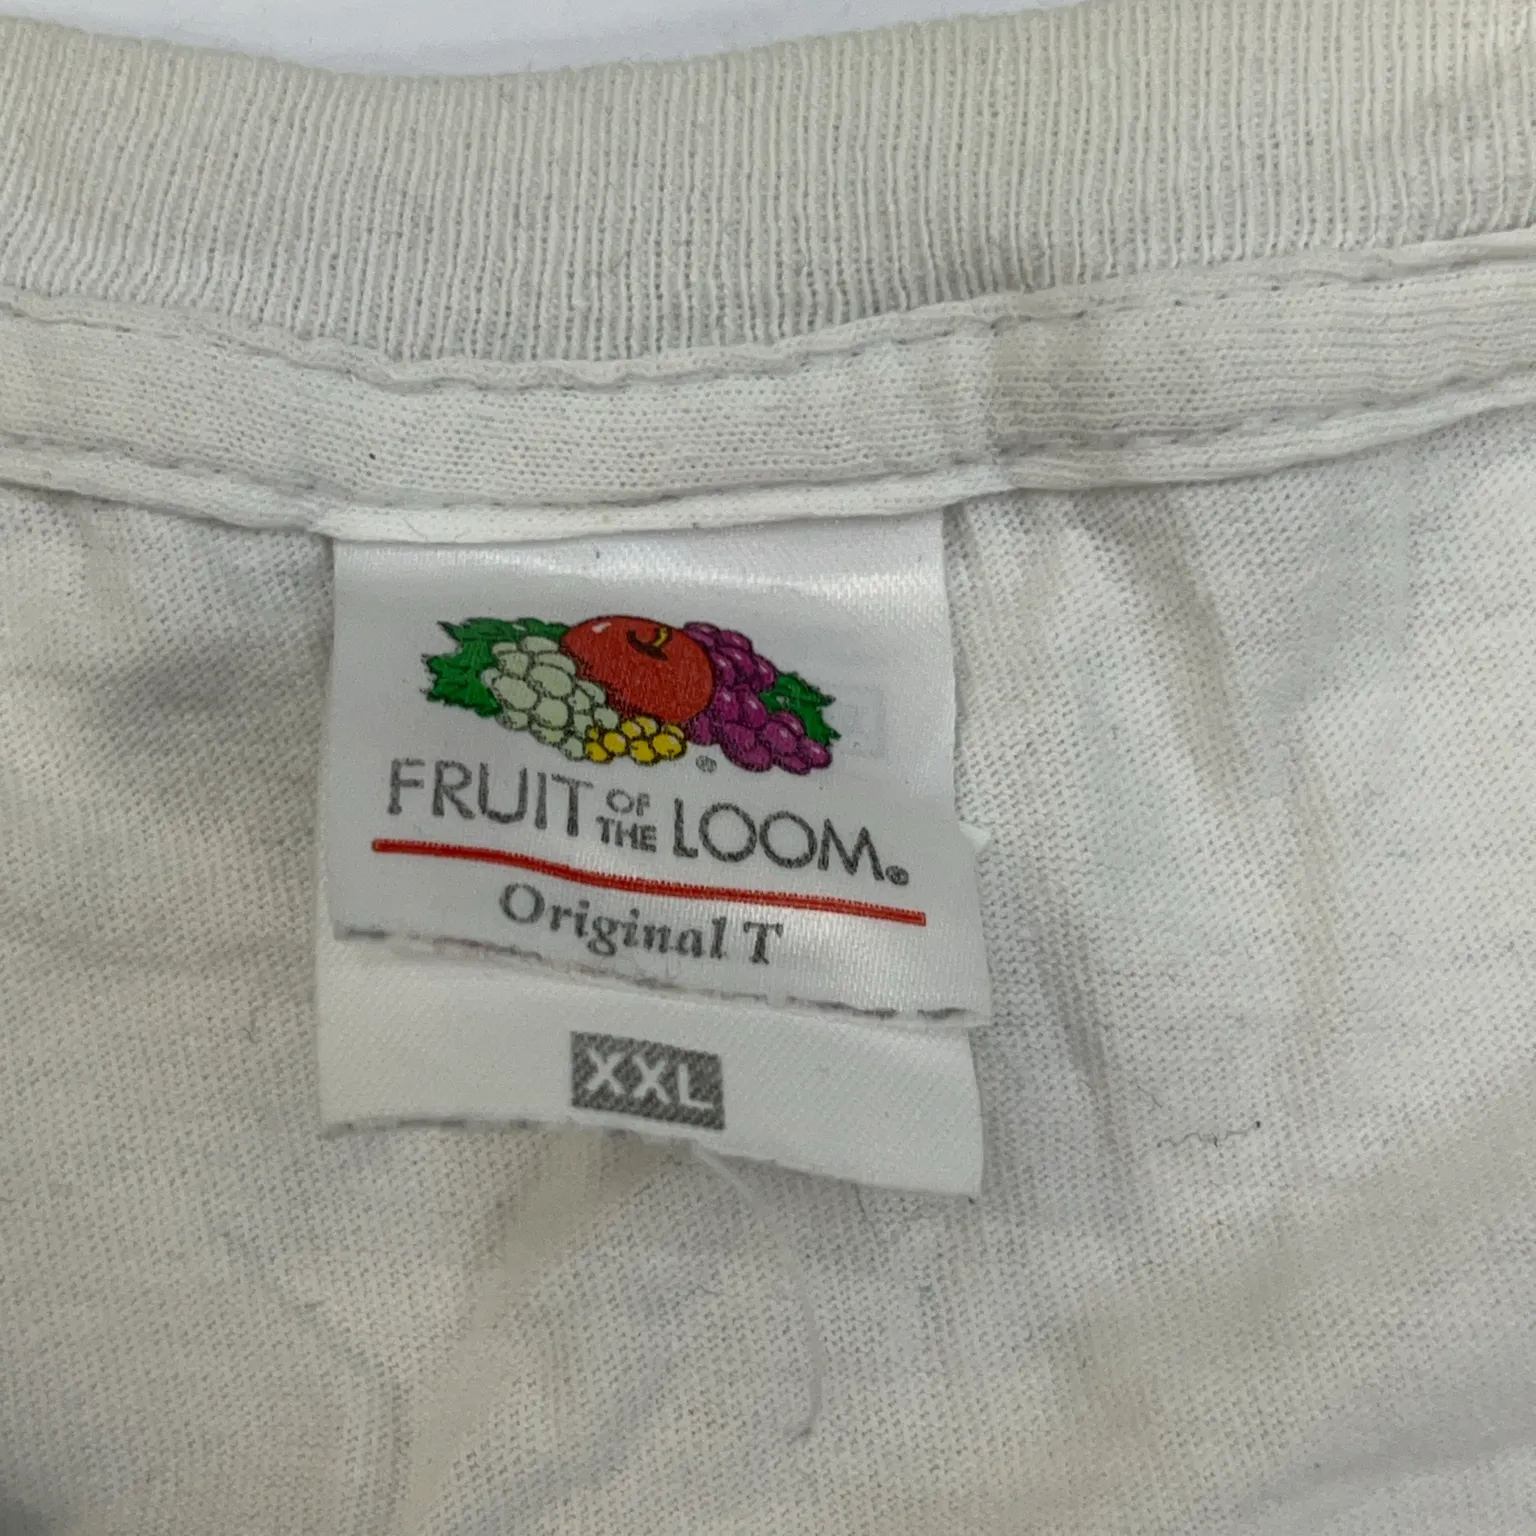 FRUIT OF THE LOOM®
Original T
XXL